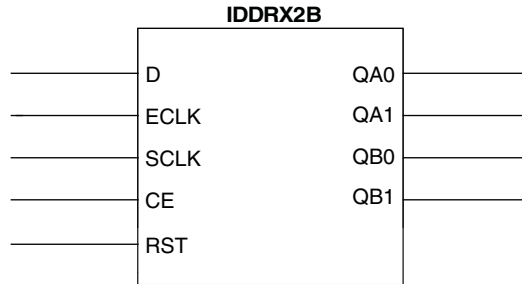 IDDRX2B
D QA0
ECLK QA1
SCLK QB0
CE QB1
RST